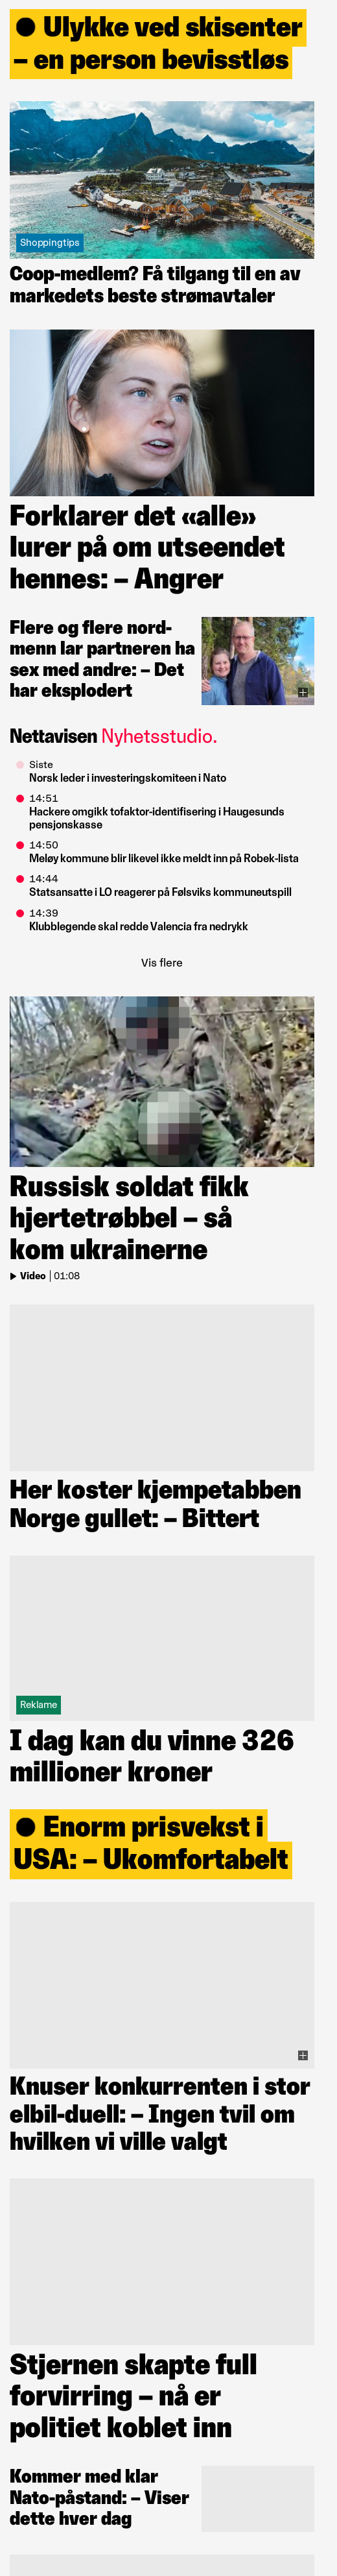 Ulykke ved skisenter
– en person bevisstløs
Shoppingtips
Coop-medlem? Få tilgang til en av
markedets beste strømavtaler
Forklarer det «alle»
lurer på om utseendet
hennes: – Angrer
Flere og flere nord-
menn lar partneren ha
sex med andre: – Det
har eksplodert
Nettavisen Nyhetsstudio.
Siste
Norsk leder i investeringskomiteen i Nato
14:51
Hackere omgikk tofaktor-identifisering i Haugesunds
pensjonskasse
14:50
Meløy kommune blir likevel ikke meldt inn på Robek-lista
14:44
Statsansatte i LO reagerer på Følsviks kommuneutspill
14:39
Klubblegende skal redde Valencia fra nedrykk
Vis flere
Russisk soldat fikk
hjertetrøbbel – så
kom ukrainerne
Video | 01:08
Her koster kjempetabben
Norge gullet: – Bittert
Reklame
I dag kan du vinne 326
millioner kroner
Enorm prisvekst i
USA: – Ukomfortabelt
Knuser konkurrenten i stor
elbil-duell: – Ingen tvil om
hvilken vi ville valgt
Stjernen skapte full
forvirring – nå er
politiet koblet inn
Kommer med klar
Nato-påstand: – Viser
dette hver dag